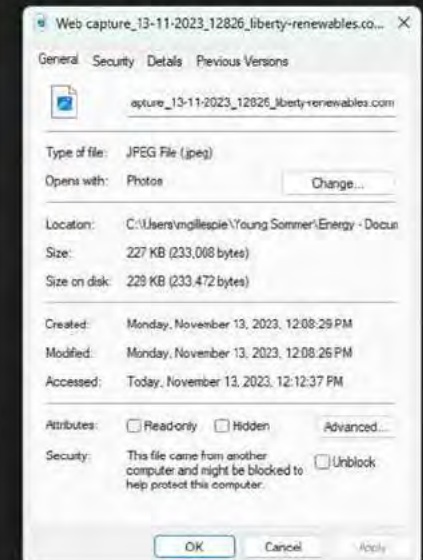 Web capture_13-11-2023_12826_liberty-renewables.co...
General Security Details Previous Versions
apture_13-11-2023_12826_liberty-renewables.com
Type of file: JPEG File (.jpeg)
Opens with: Photos Change...
Location: C:\Users\mgillespie\Young Sommer\Energy - Docun
Size: 227 KB (233,008 bytes)
Size on disk: 228 KB (233,472 bytes)
Created: Monday, November 13, 2023, 12:08:29 PM
Modified: Monday, November 13, 2023, 12:08:26 PM
Accessed: Today, November 13, 2023, 12:12:37 PM
Attributes: Read-only Hidden Advanced...
Security: This file came from another
computer and might be blocked to Unblock
help protect this computer.
OK Cancel Apply